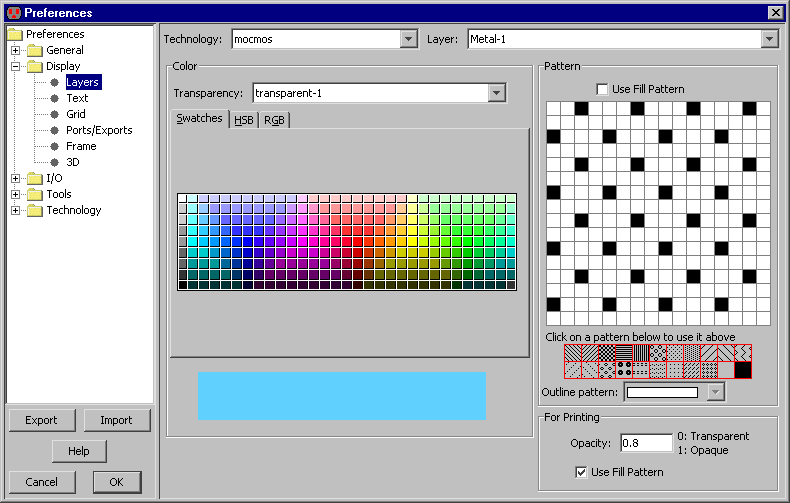 Preferences
Preferences
General
Display
Layers
Text
Grid
Ports/Exports
Frame
3D
I/O
Tools
Technology
Export
Import
Help
Cancel
OK
Technology: mocmos
Layer: Metal-1
Color
Transparency: transparent-1
Swatches HSB RGB
Pattern
Use Fill Pattern
Click on a pattern below to use it above
Outline pattern:
For Printing
Opacity: 0.8
0: Transparent
1: Opaque
Use Fill Pattern